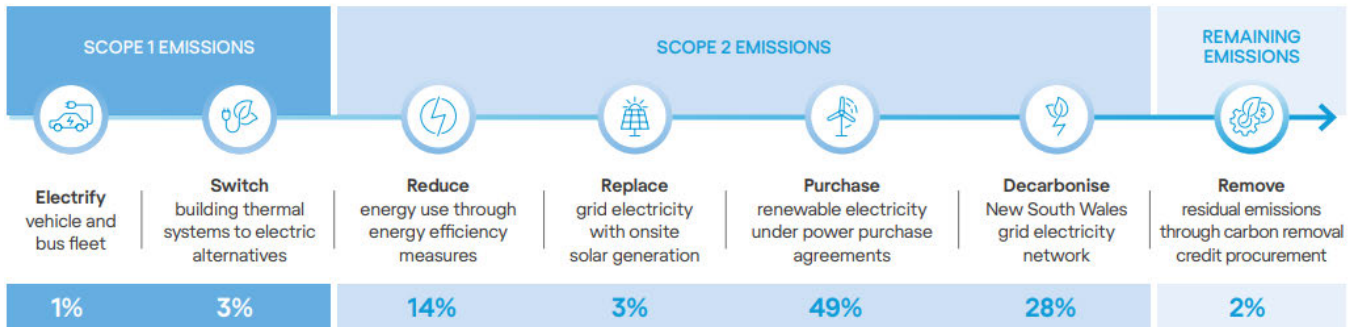 SCOPE 1 EMISSIONS
SCOPE 2 EMISSIONS
REMAINING
EMISSIONS
Electrify
vehicle and
bus fleet
Switch
building thermal
systems to electric
alternatives
Reduce
energy use through
energy efficiency
measures
Replace
grid electricity
with onsite
solar generation
Purchase
renewable electricity
under power purchase
agreements
Decarbonise
New South Wales
grid electricity
network
Remove
residual emissions
through carbon removal
credit procurement
1%
3%
14%
3%
49%
28%
2%